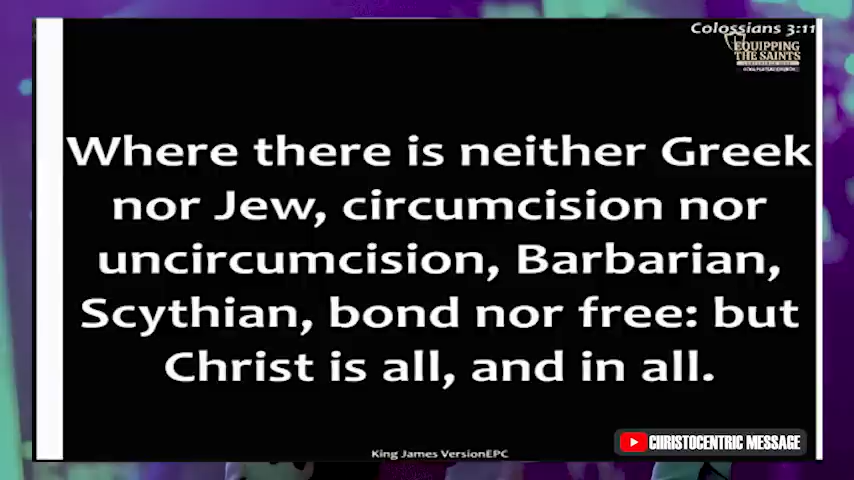 Colossians 3:11
EQUIPPING
THE SAINTS
Where there is neither Greek
nor Jew, circumcision nor
uncircumcision, Barbarian,
Scythian, bond nor free: but
Christ is all, and in all.
CHRISTOCENTRIC MESSAGE
King James VersionEPC